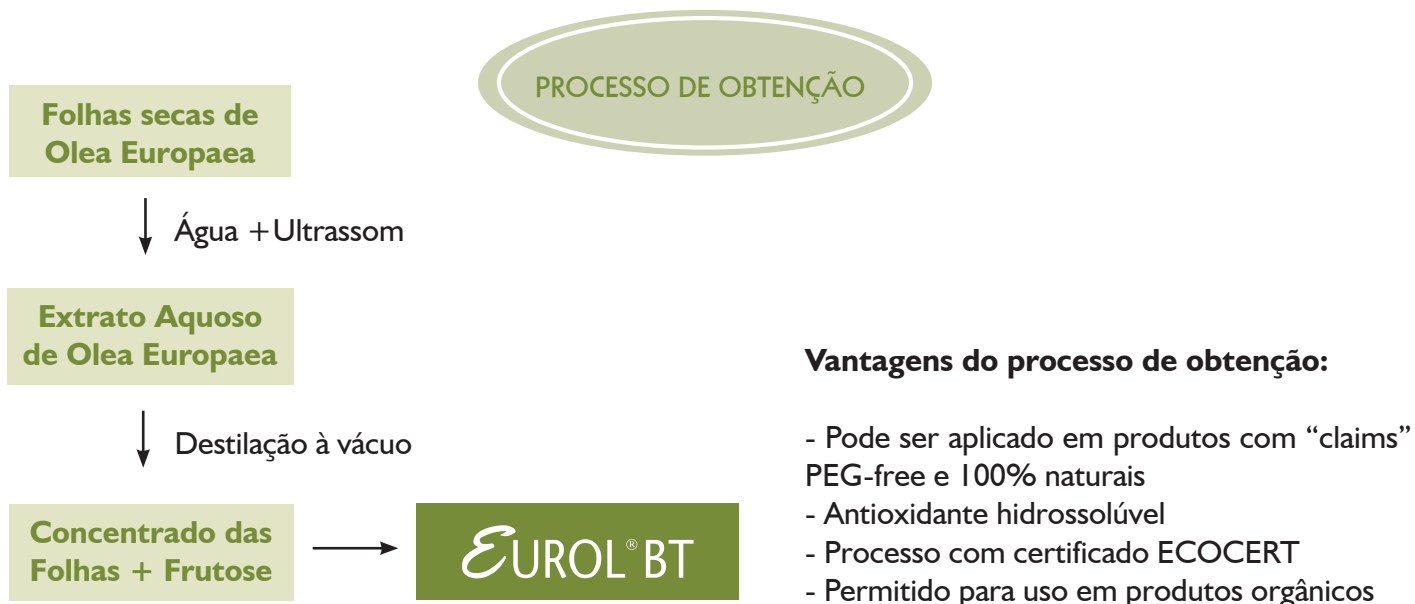 PROCESSO DE OBTENÇÃO
Folhas secas de
Olea Europaea
Água +Ultrassom
Extrato Aquoso
de Olea Europaea
Destilação à vácuo
Concentrado das
Folhas + Frutose
EUROL® BT
Vantagens do processo de obtenção:
- Pode ser aplicado em produtos com “claims”
PEG-free e 100% naturais
- Antioxidante hidrossolúvel
- Processo com certificado ECOCERT
- Permitido para uso em produtos orgânicos